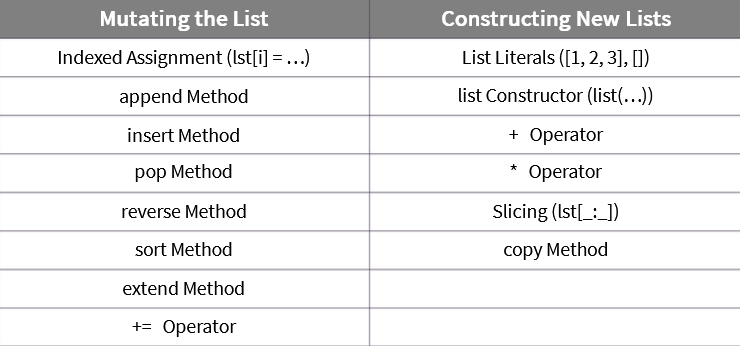 Mutating the List Constructing New Lists
Indexed Assignment (lst[i] = ...) List Literals ([1, 2, 3], [])
append Method list Constructor (list(...))
insert Method + Operator
pop Method * Operator
reverse Method Slicing (lst[_:_])
sort Method copy Method
extend Method
+= Operator